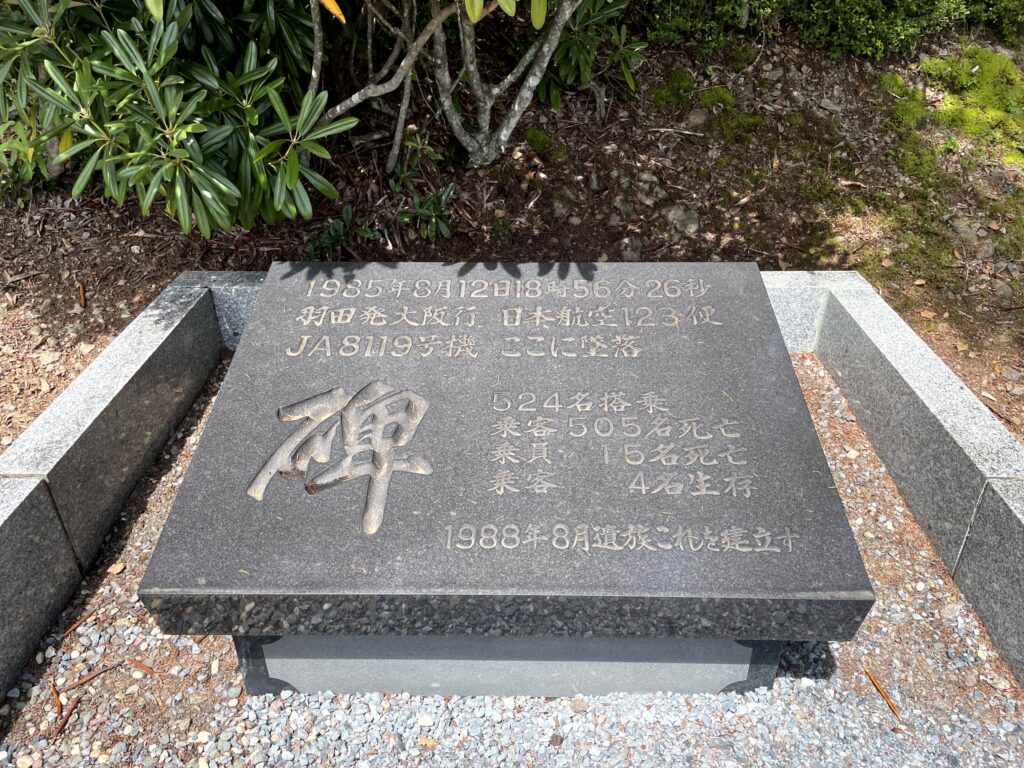 1985年8月12日18時56分26秒
羽田発大阪行 日本航空123便
JA8119号機 ここに墜落
碑
524名搭乗
乗客505名死亡
乗員 15名死亡
乗客 4名生存
1988年8月遺族これを建立す